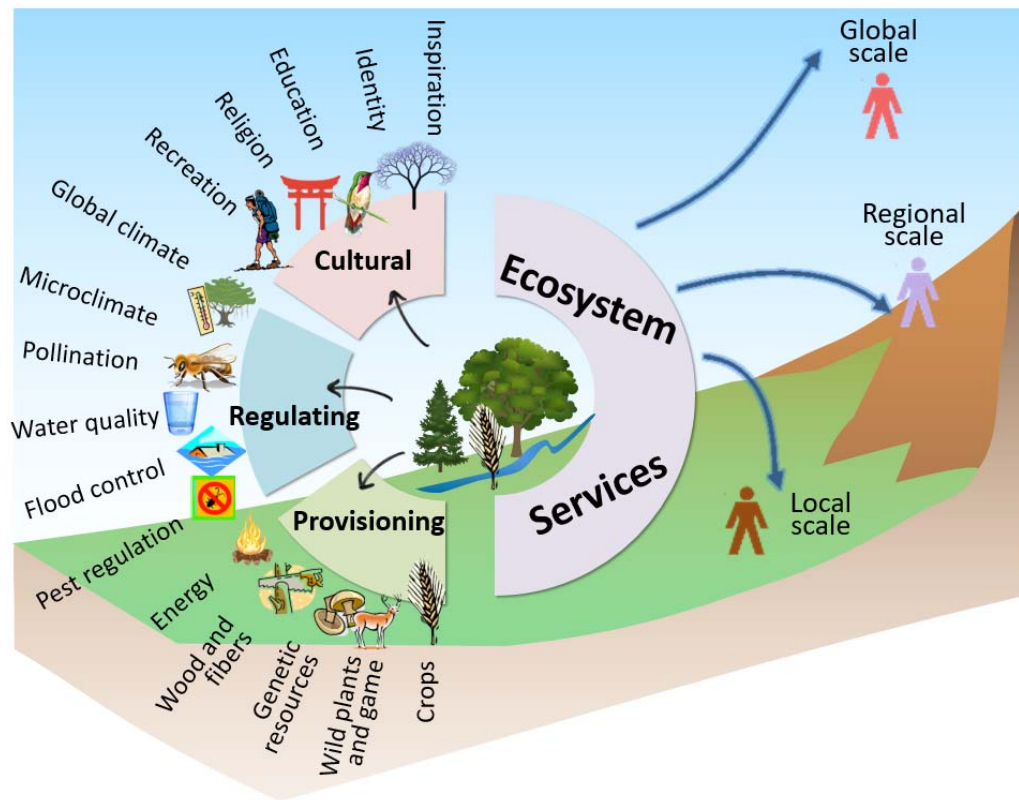 Inspiration
Identity
Education
Religion
Recreation
Global climate
Microclimate
Pollination
Water quality
Flood control
Pest regulation
Energy
Wood and
fibers
Genetic
resources
Wild plants
and game
Crops
Cultural
Regulating
Provisioning
Ecosystem
Services
Global
scale
Regional
scale
Local
scale